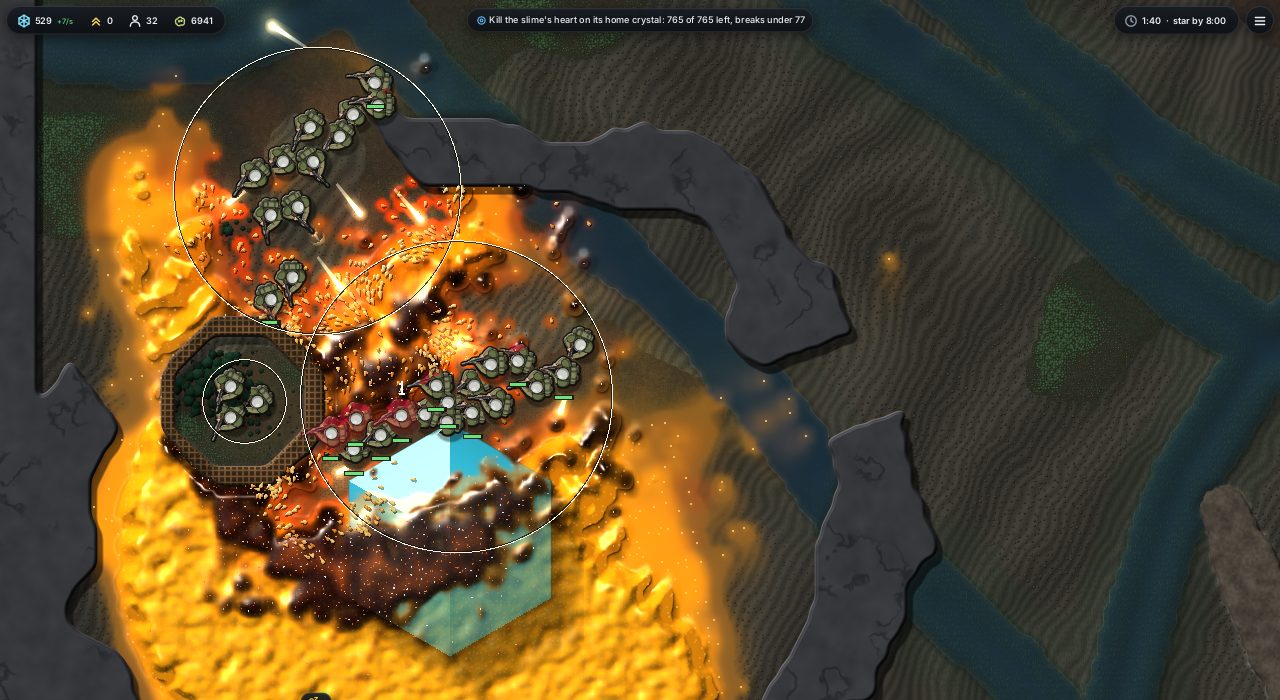 529 +7/s 0 32 6941
Kill the slime's heart on its home crystal: 765 of 765 left, breaks under 77
1:40 · star by 8:00
1